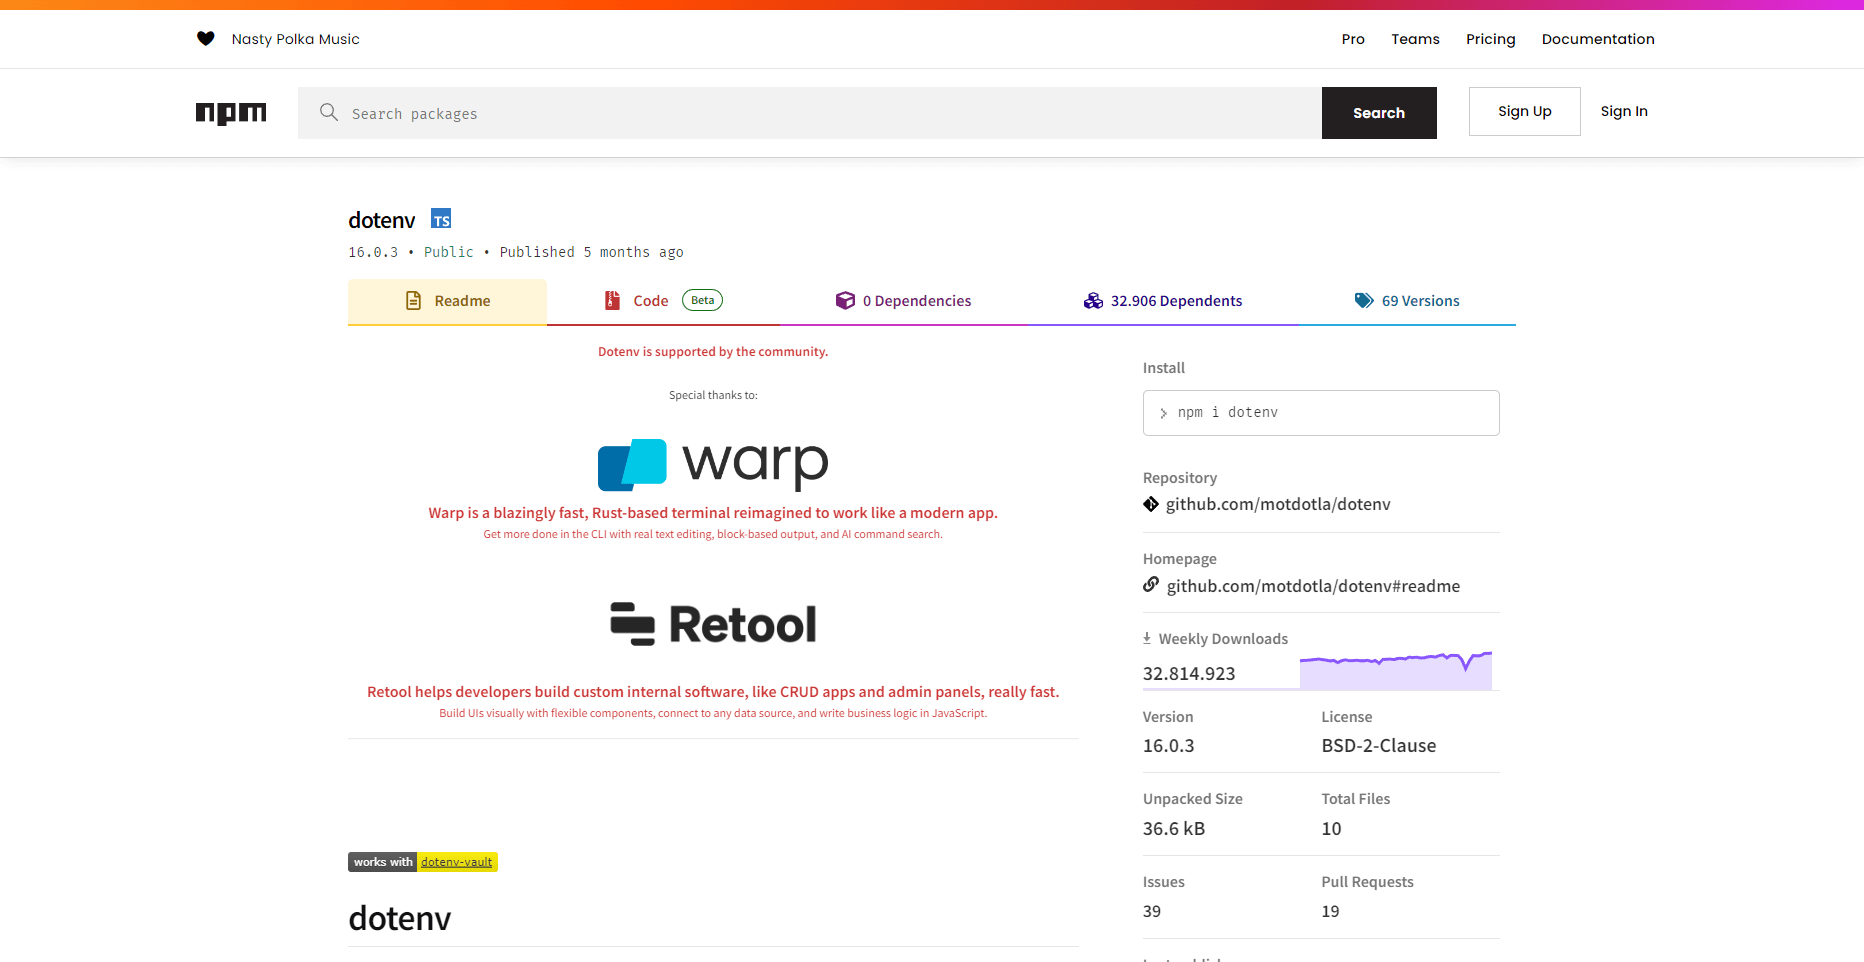 Nasty Polka Music
Pro
Teams
Pricing
Documentation
npm
Search packages
Search
Sign Up
Sign In
dotenv TS
16.0.3 • Public • Published 5 months ago
Readme
Code Beta
0 Dependencies
32.906 Dependents
69 Versions
Dotenv is supported by the community.
Special thanks to:
warp
Warp is a blazingly fast, Rust-based terminal reimagined to work like a modern app.
Get more done in the CLI with real text editing, block-based output, and AI command search.
Retool
Retool helps developers build custom internal software, like CRUD apps and admin panels, really fast.
Build UIs visually with flexible components, connect to any data source, and write business logic in JavaScript.
works with dotenv-vault
dotenv
Install
npm i dotenv
Repository
github.com/motdotla/dotenv
Homepage
github.com/motdotla/dotenv#readme
Weekly Downloads
32.814.923
Version
16.0.3
License
BSD-2-Clause
Unpacked Size
36.6 kB
Total Files
10
Issues
39
Pull Requests
19